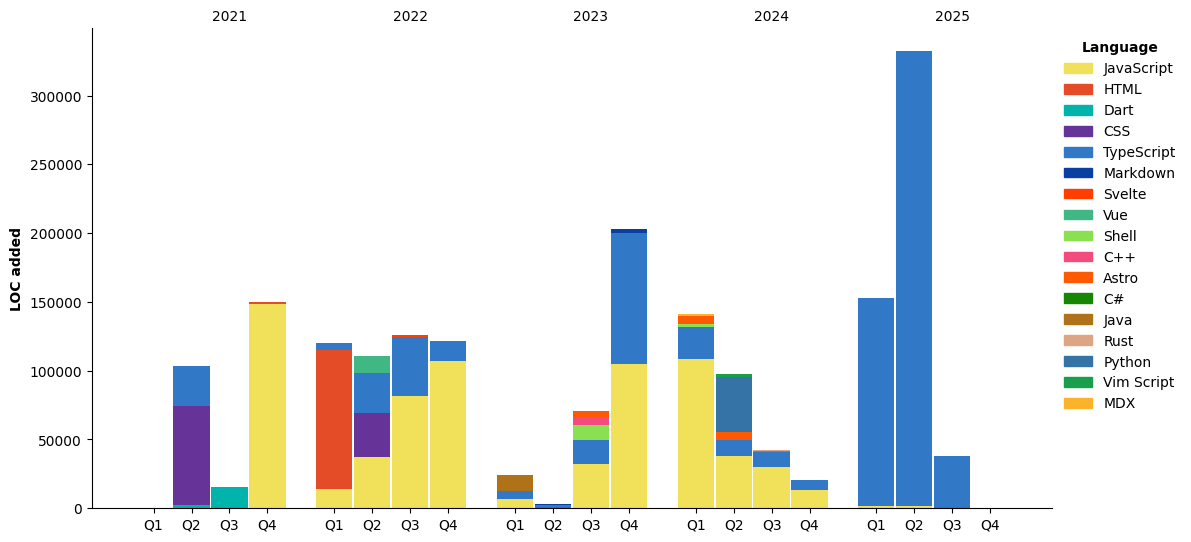 2021 2022 2023 2024 2025
Language
JavaScript
HTML
Dart
CSS
TypeScript
Markdown
Svelte
Vue
Shell
C++
Astro
C#
Java
Rust
Python
Vim Script
MDX
LOC added
300000
250000
200000
150000
100000
50000
0
Q1 Q2 Q3 Q4 Q1 Q2 Q3 Q4 Q1 Q2 Q3 Q4 Q1 Q2 Q3 Q4 Q1 Q2 Q3 Q4